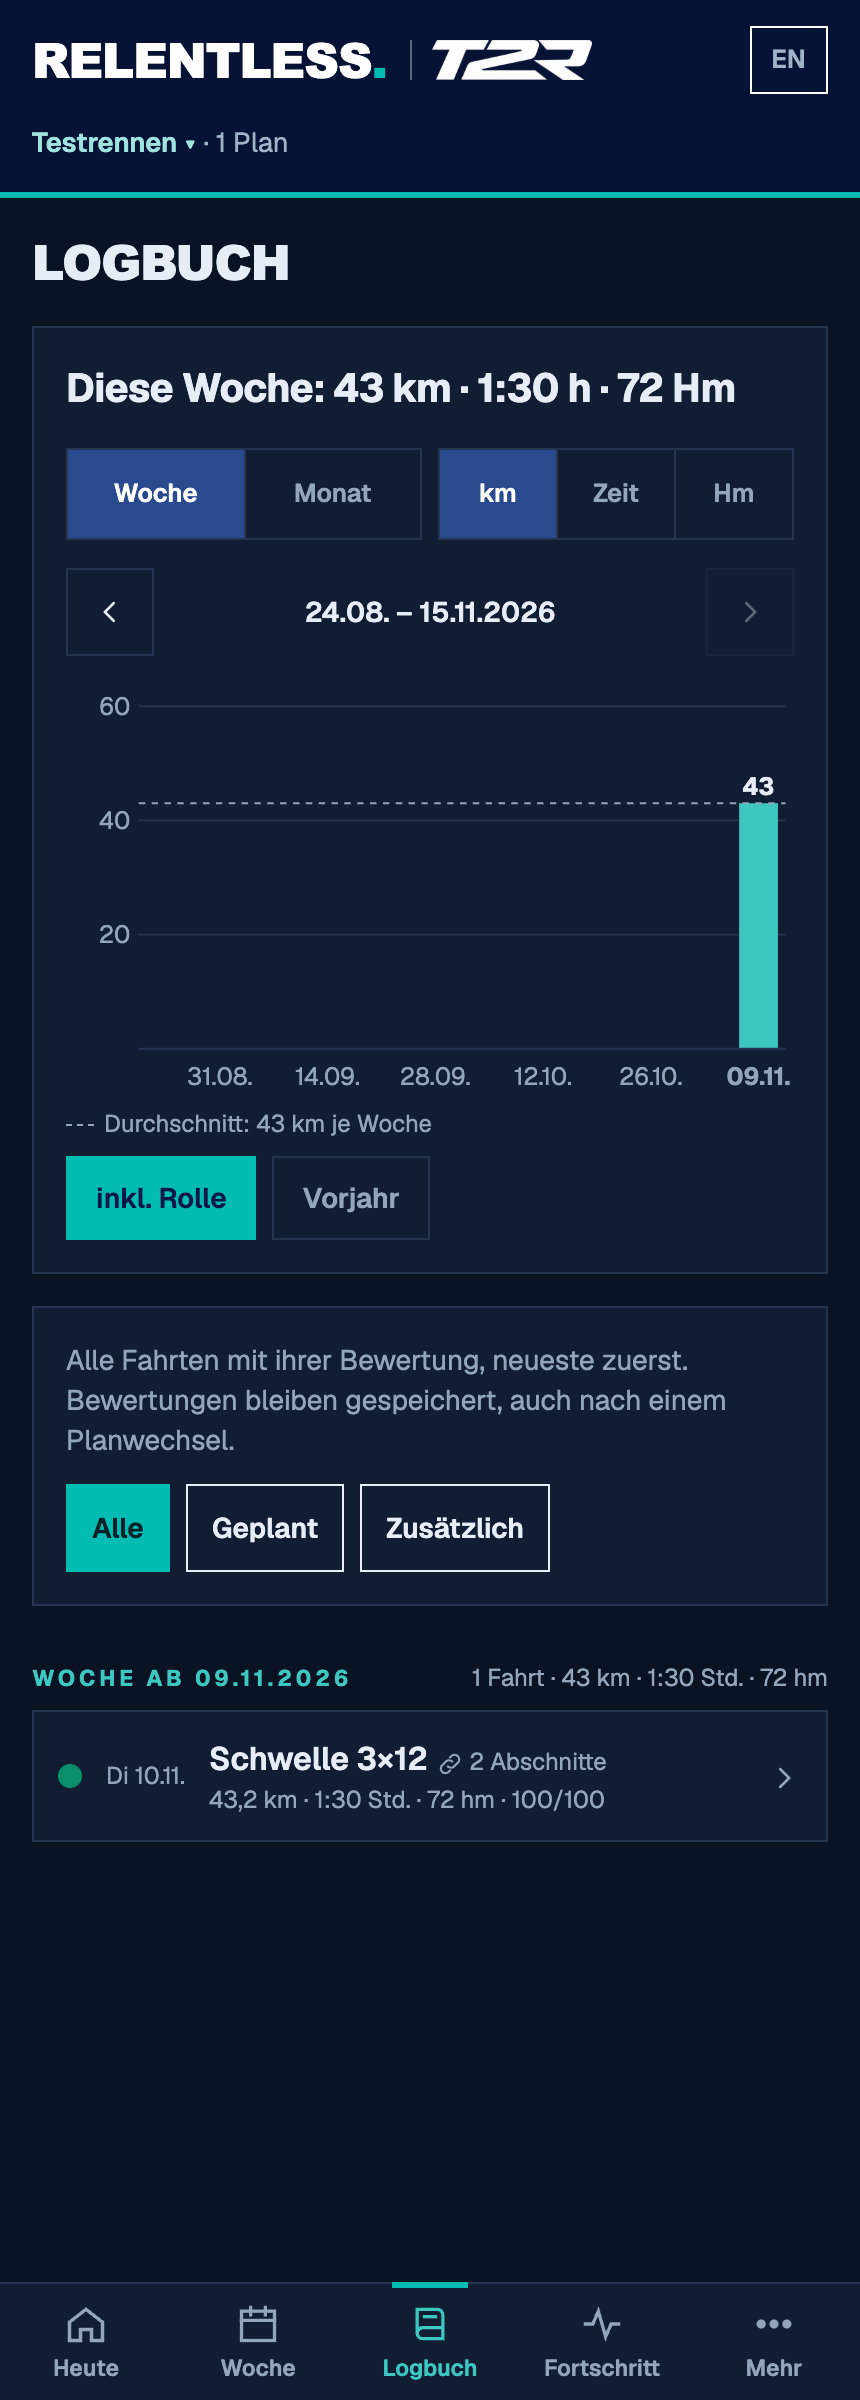 RELENTLESS. | T2R
EN
Testrennen ▾ · 1 Plan
LOGBUCH
Diese Woche: 43 km · 1:30 h · 72 Hm
Woche Monat km Zeit Hm
24.08. – 15.11.2026
60
43
40
20
31.08. 14.09. 28.09. 12.10. 26.10. 09.11.
--- Durchschnitt: 43 km je Woche
inkl. Rolle Vorjahr
Alle Fahrten mit ihrer Bewertung, neueste zuerst.
Bewertungen bleiben gespeichert, auch nach einem
Planwechsel.
Alle Geplant Zusätzlich
WOCHE AB 09.11.2026 1 Fahrt · 43 km · 1:30 Std. · 72 hm
Di 10.11. Schwelle 3×12 2 Abschnitte
43,2 km · 1:30 Std. · 72 hm · 100/100
Heute Woche Logbuch Fortschritt Mehr